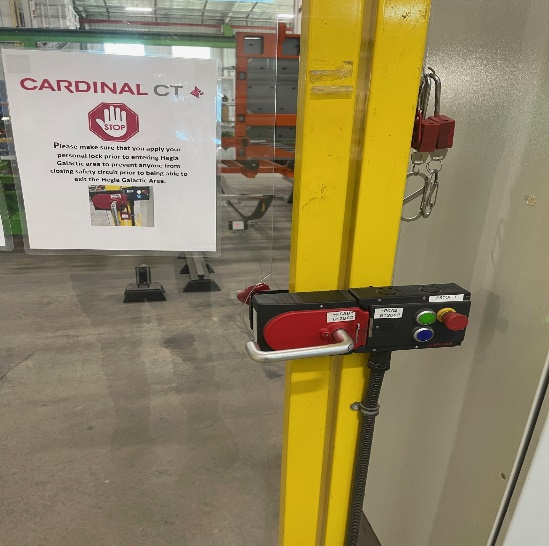 CARDINAL CT
STOP
Please make sure that you apply your
personal lock prior to entering Hegla
Galactic area to prevent anyone from
closing safety circuit prior to being able to
exit the Hegla Galactic Area.